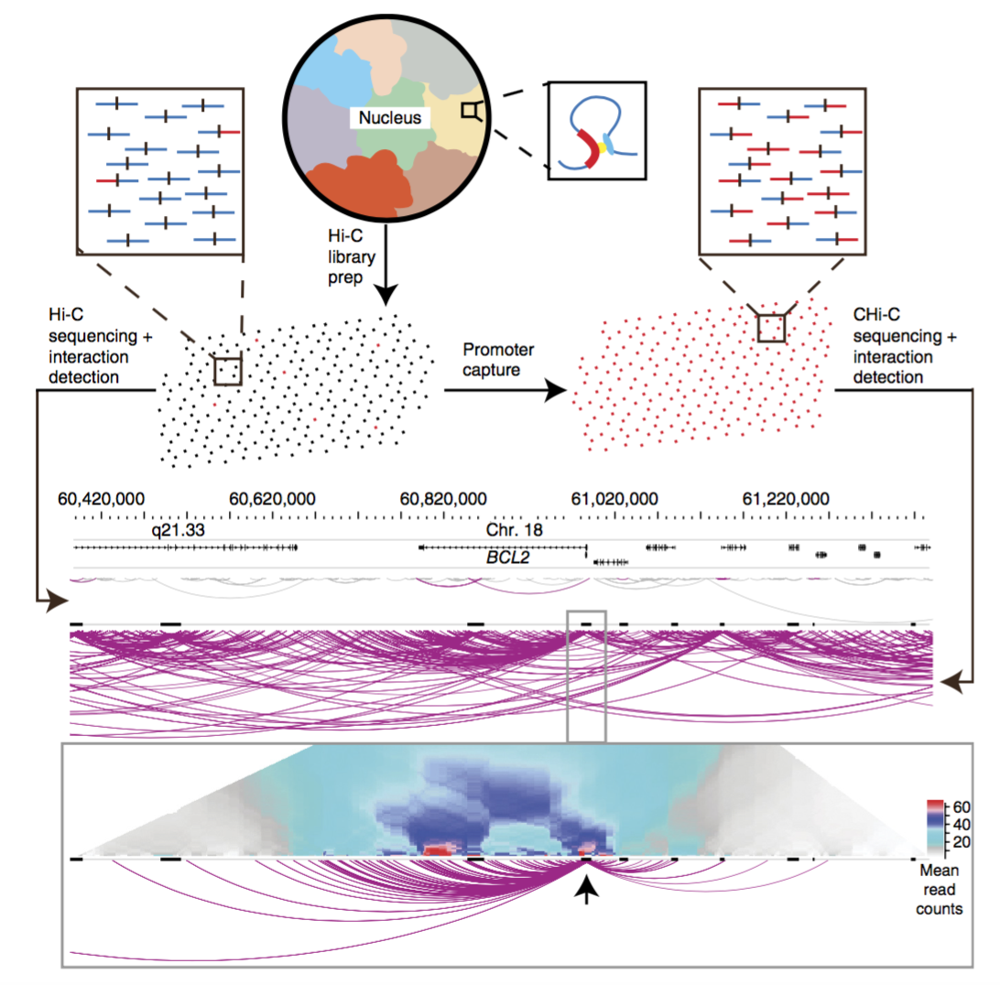 Nucleus
Hi-C
library
prep
Hi-C
sequencing +
interaction
detection
Promoter
capture
CHi-C
sequencing +
interaction
detection
60,420,000 60,620,000 60,820,000 61,020,000 61,220,000
q21.33 Chr. 18
BCL2
60
40
20
Mean
read
counts